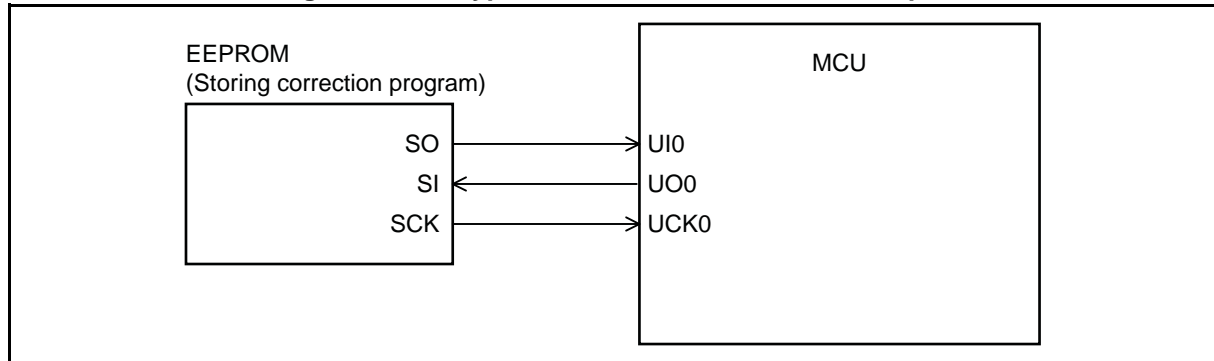 EEPROM
(Storing correction program)
MCU
SO
UI0
SI
UO0
SCK
UCK0